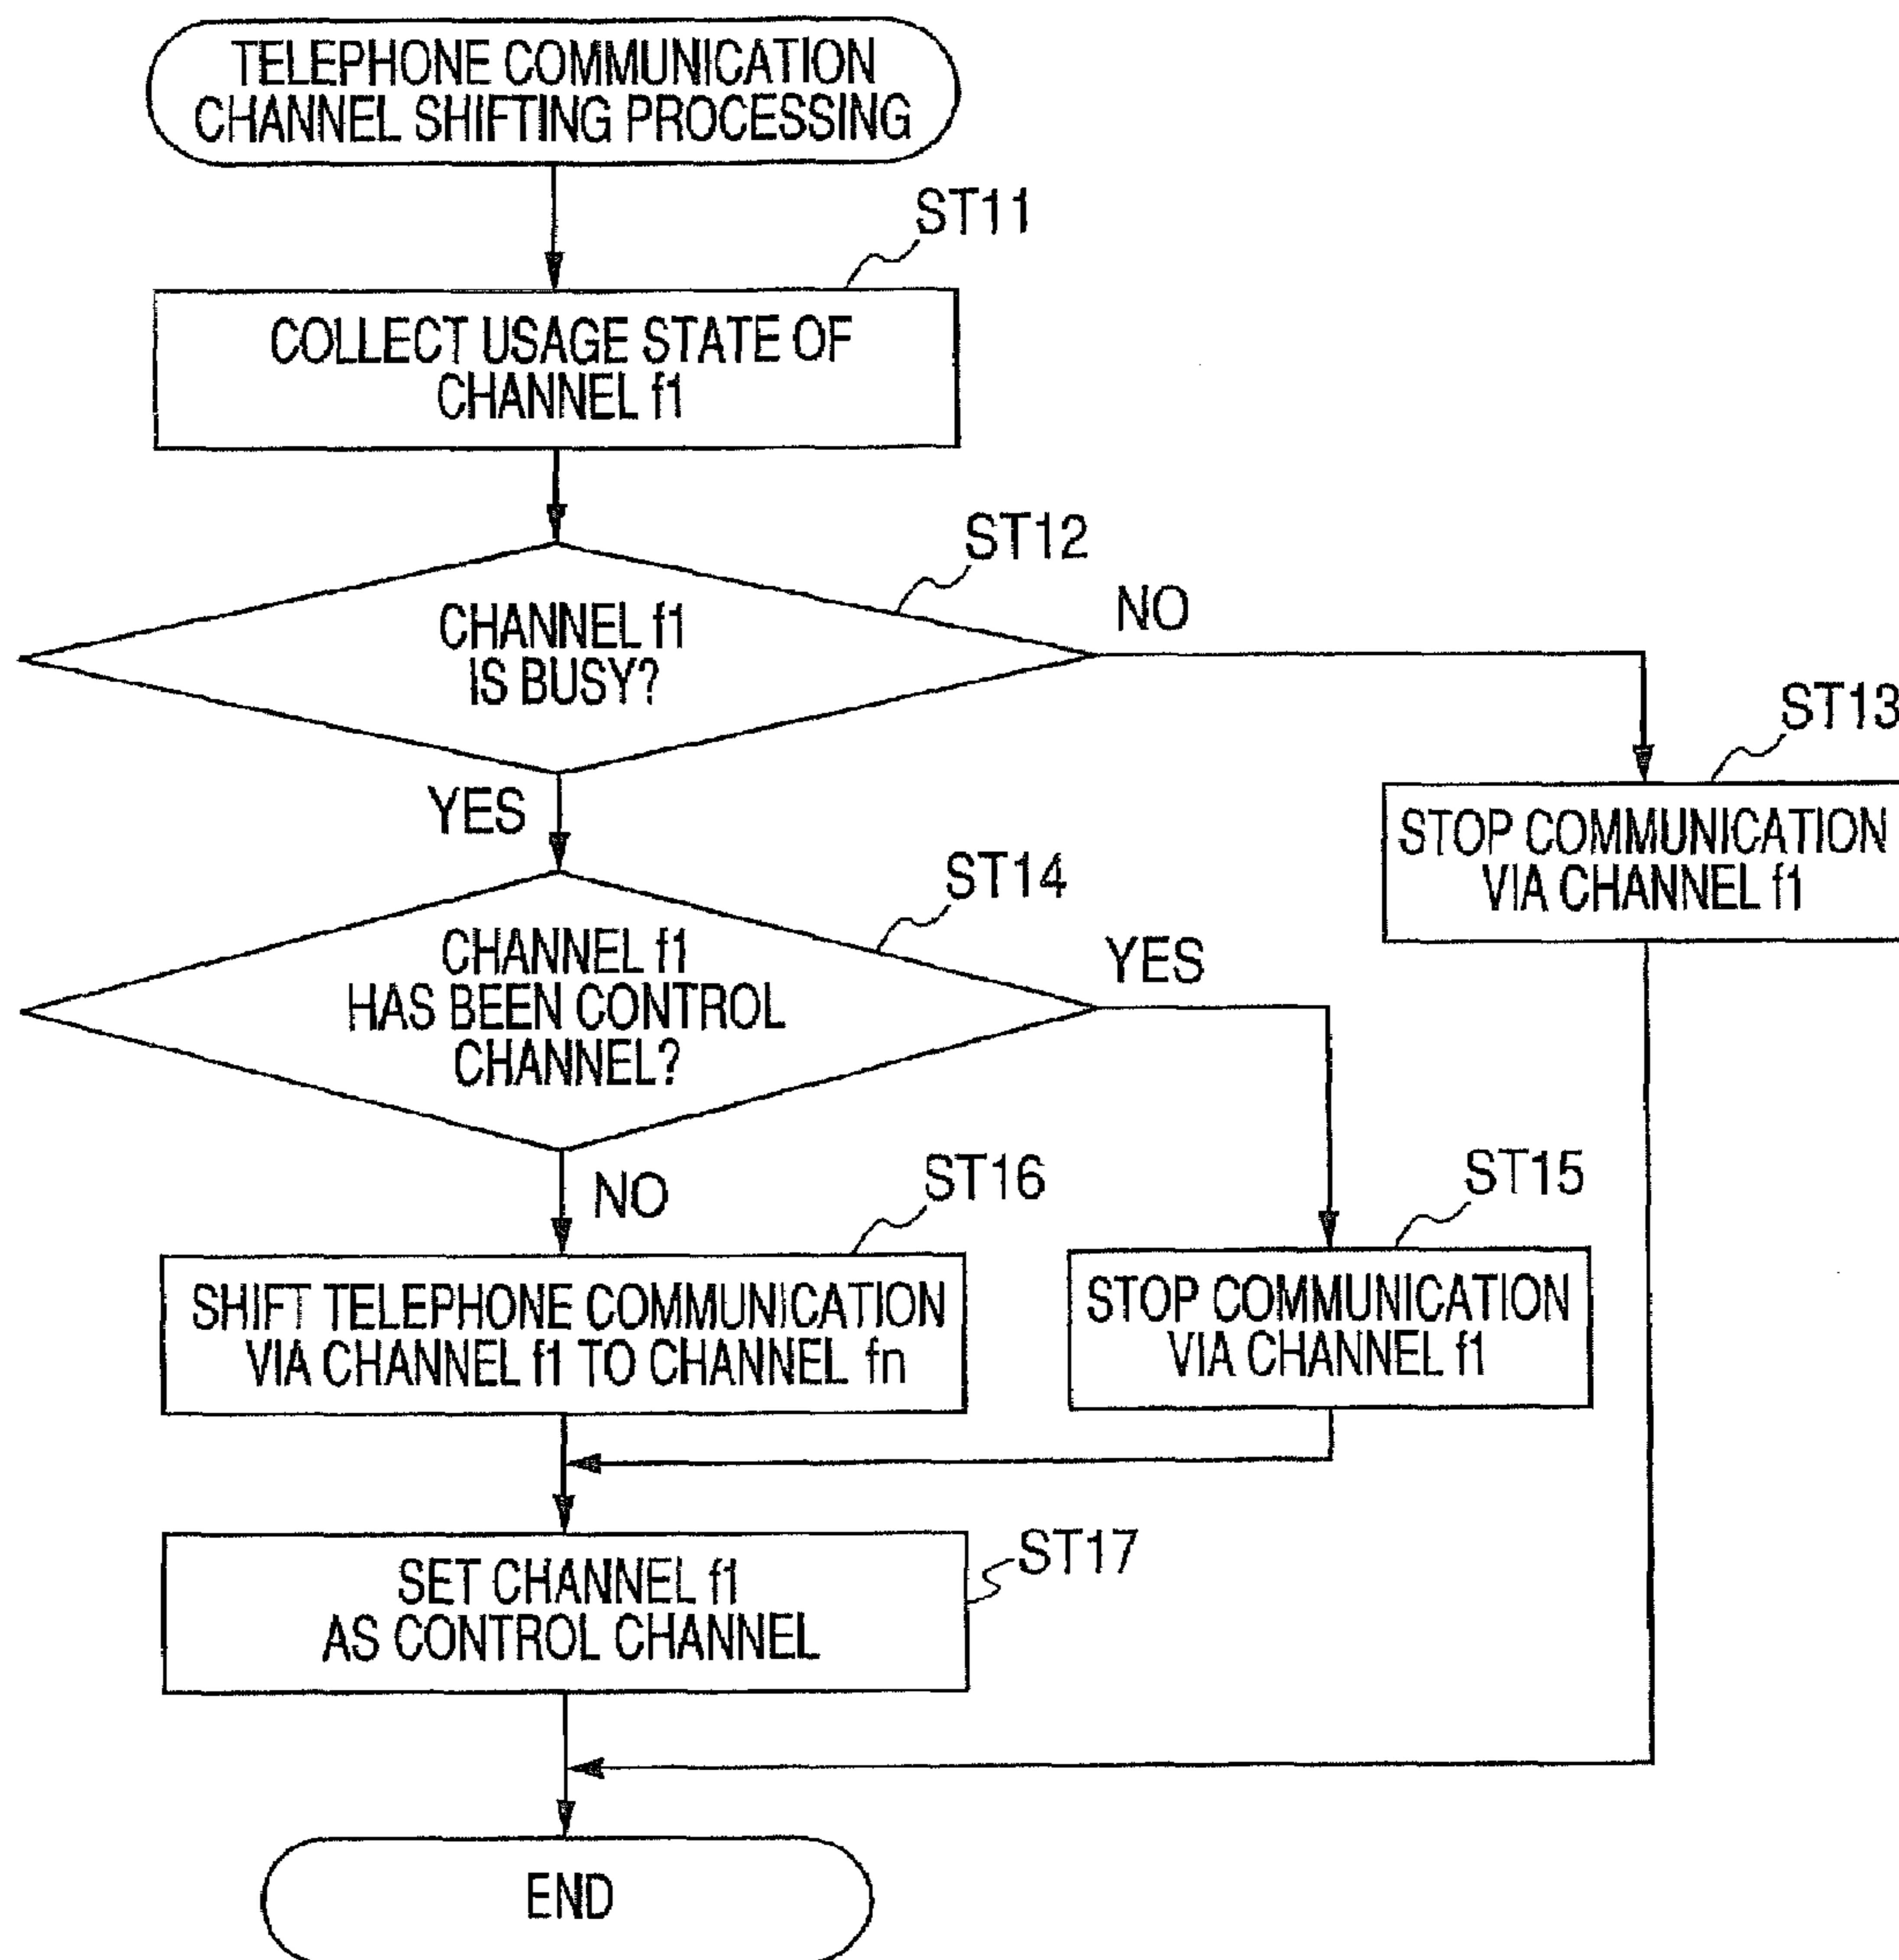 TELEPHONE COMMUNICATION
CHANNEL SHIFTING PROCESSING
ST11
COLLECT USAGE STATE OF
CHANNEL f1
ST12
CHANNEL f1
IS BUSY?
NO
YES
ST13
STOP COMMUNICATION
VIA CHANNEL f1
ST14
CHANNEL f1
HAS BEEN CONTROL
CHANNEL?
YES
NO
ST16
SHIFT TELEPHONE COMMUNICATION
VIA CHANNEL f1 TO CHANNEL fn
ST15
STOP COMMUNICATION
VIA CHANNEL f1
ST17
SET CHANNEL f1
AS CONTROL CHANNEL
END